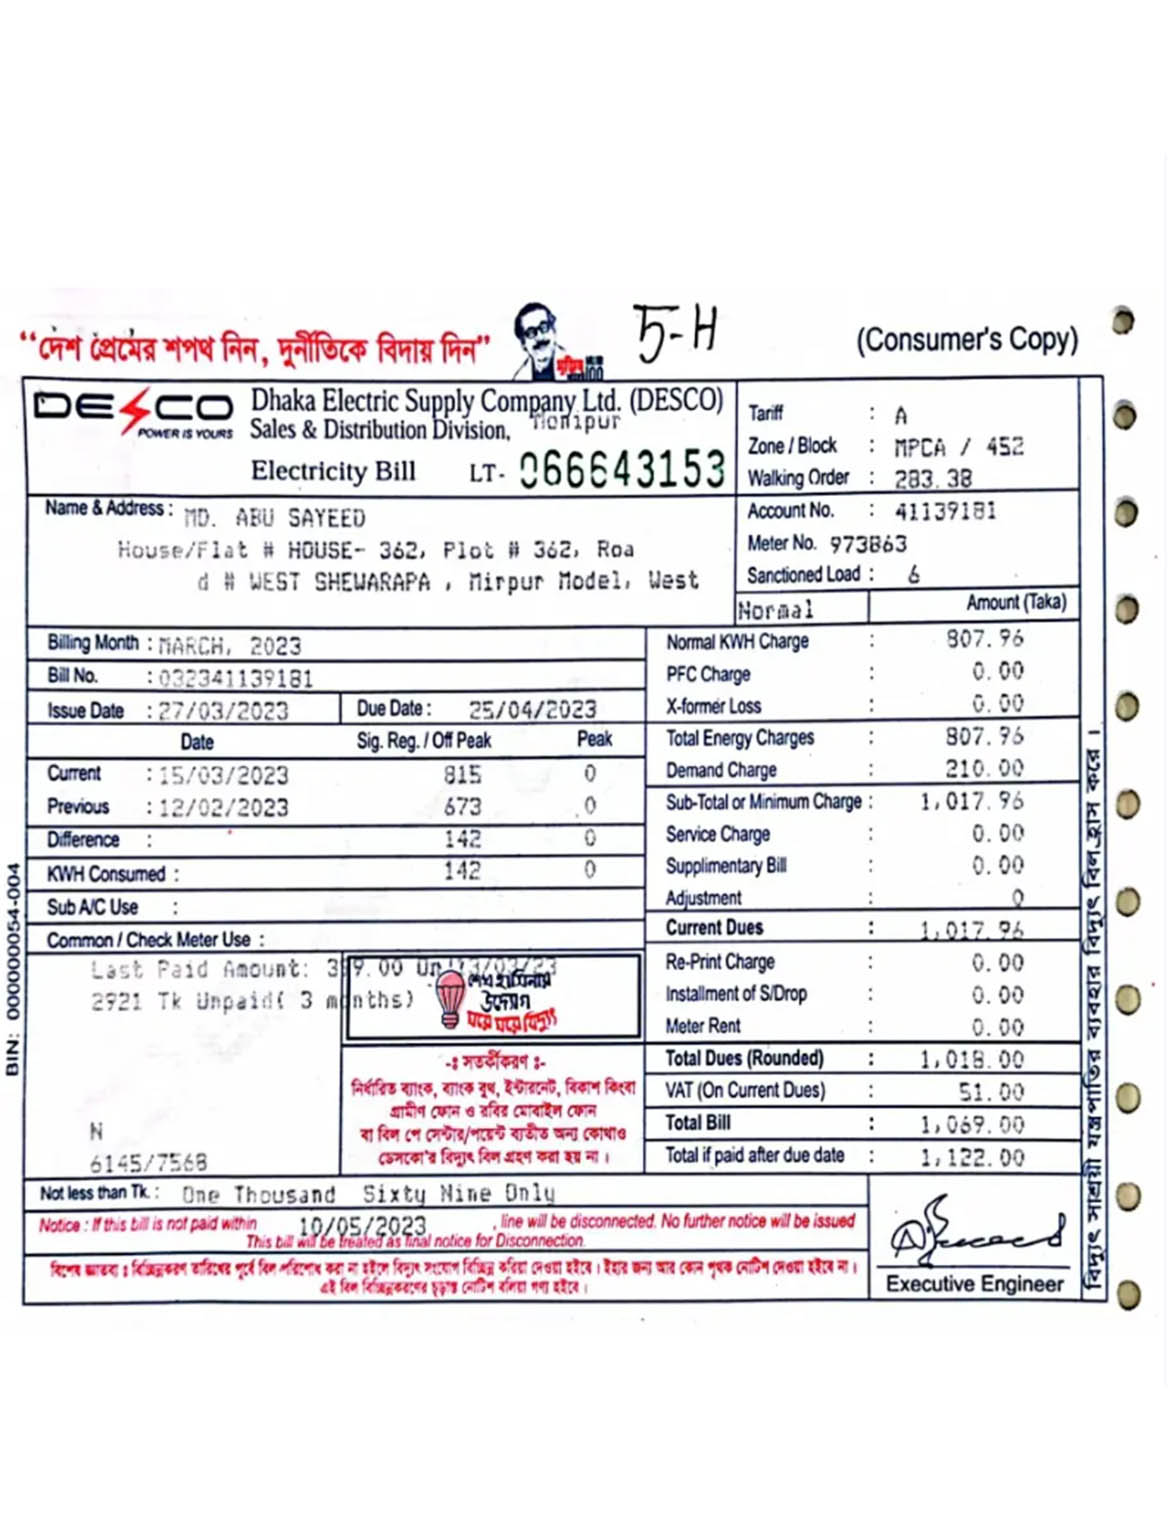 “দেশ প্রেমের শপথ নিন, দুর্নীতিকে বিদায় দিন”
5-H
(Consumer's Copy)
DESCO
POWER IS YOURS
Dhaka Electric Supply Company Ltd. (DESCO)
Sales & Distribution Division, Monipur
Electricity Bill LT- 066643153
Tariff : A
Zone / Block : MPCA / 452
Walking Order : 283.38
Name & Address : MD. ABU SAYEED
House/Flat # HOUSE- 362, Plot # 362, Roa
d # WEST SHEWARAPA , Mirpur Model, West
Account No. : 41139181
Meter No. 973863
Sanctioned Load : 6
Normal Amount (Taka)
Billing Month : MARCH, 2023
Bill No. : 032341139181
Issue Date : 27/03/2023 Due Date : 25/04/2023
Date Sig. Reg. / Off Peak Peak
Current : 15/03/2023 815 0
Previous : 12/02/2023 673 0
Difference : 142 0
KWH Consumed : 142 0
Sub A/C Use :
Common / Check Meter Use :
Last Paid Amount: 399.00 On 13/03/23
2921 Tk Unpaid( 3 months)
শেখ হাসিনার
উদ্যোগ
ঘরে ঘরে বিদ্যুৎ
-ঃ সতর্কীকরণ ঃ-
নির্ধারিত ব্যাংক, ব্যাংক বুথ, ইন্টারনেট, বিকাশ কিংবা
গ্রামীণ ফোন ও রবির মোবাইল ফোন
বা বিল পে সেন্টার/পয়েন্ট ব্যতীত অন্য কোথাও
ডেসকো'র বিদ্যুৎ বিল গ্রহণ করা হয় না।
N
6145/7568
Normal KWH Charge : 807.96
PFC Charge : 0.00
X-former Loss : 0.00
Total Energy Charges : 807.96
Demand Charge : 210.00
Sub-Total or Minimum Charge : 1,017.96
Service Charge : 0.00
Supplimentary Bill : 0.00
Adjustment : 0
Current Dues : 1,017.96
Re-Print Charge : 0.00
Installment of S/Drop : 0.00
Meter Rent : 0.00
Total Dues (Rounded) : 1,018.00
VAT (On Current Dues) : 51.00
Total Bill : 1,069.00
Total if paid after due date : 1,122.00
Not less than Tk. : One Thousand Sixty Nine Only
Notice : If this bill is not paid within 10/05/2023 , line will be disconnected. No further notice will be issued
This bill will be treated as final notice for Disconnection.
বিশেষ জ্ঞাতব্য : বিচ্ছিন্নকরণ তারিখের পূর্বে বিল পরিশোধ করা না হইলে বিদ্যুৎ সংযোগ বিচ্ছিন্ন করিয়া দেওয়া হইবে। ইহার জন্য আর কোন পৃথক নোটিশ দেওয়া হইবে না।
এই বিল বিচ্ছিন্নকরণের চূড়ান্ত নোটিশ বলিয়া গণ্য হইবে।
Executive Engineer
BIN: 000000054-004
বিদ্যুৎ সাশ্রয়ী যন্ত্রপাতির ব্যবহার বিদ্যুৎ বিল হ্রাস করে।